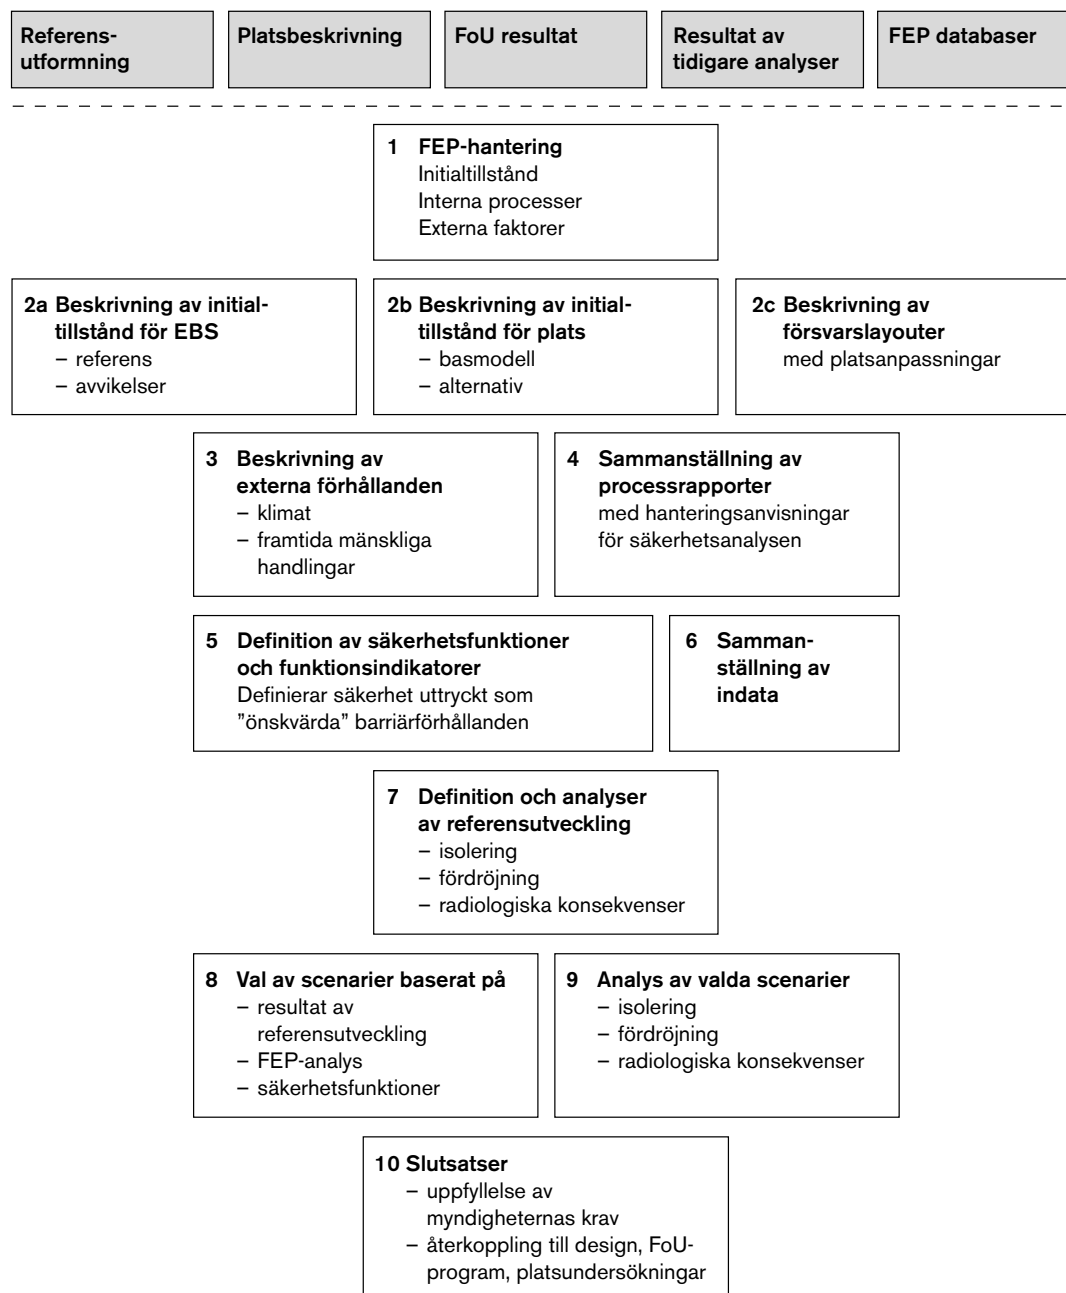 Referens-
utformning
Platsbeskrivning
FoU resultat
Resultat av
tidigare analyser
FEP databaser
1 FEP-hantering
Initialtillstånd
Interna processer
Externa faktorer
2a Beskrivning av initial-
tillstånd för EBS
– referens
– avvikelser
2b Beskrivning av initial-
tillstånd för plats
– basmodell
– alternativ
2c Beskrivning av
försvarslayouter
med platsanpassningar
3 Beskrivning av
externa förhållanden
– klimat
– framtida mänskliga
handlingar
4 Sammanställning av
processrapporter
med hanteringsanvisningar
för säkerhetsanalysen
5 Definition av säkerhetsfunktioner
och funktionsindikatorer
Definierar säkerhet uttryckt som
”önskvärda” barriärförhållanden
6 Samman-
ställning av
indata
7 Definition och analyser
av referensutveckling
– isolering
– fördröjning
– radiologiska konsekvenser
8 Val av scenarier baserat på
– resultat av
referensutveckling
– FEP-analys
– säkerhetsfunktioner
9 Analys av valda scenarier
– isolering
– fördröjning
– radiologiska konsekvenser
10 Slutsatser
– uppfyllelse av
myndigheternas krav
– återkoppling till design, FoU-
program, platsundersökningar